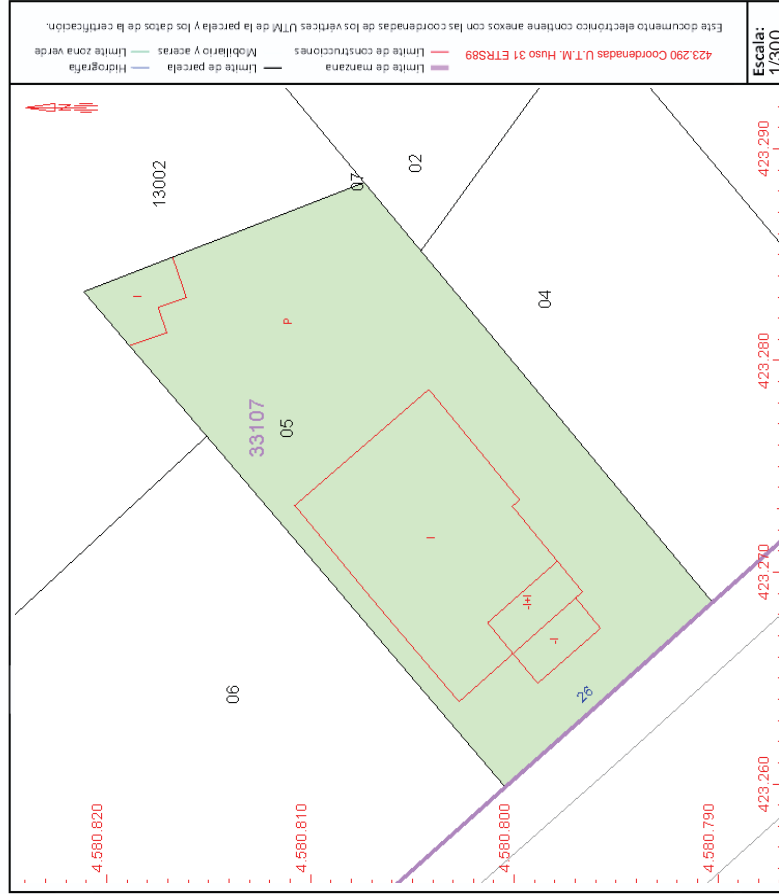 Este documento electrónico contiene anexos con las coordenadas de los vértices UTM de la parcela y los datos de la certificación.
423.290 Coordenadas U.T.M. Huso 31 ETRS89
Límite de manzana
Límite de construcciones
Límite de parcela
Mobiliario y aceras
Límite zona verde
Hidrografía
Escala:
1/300
13002
07
02
I
P
04
33107
05
I
-I+I
-I
26
06
4.580.820
4.580.810
4.580.800
4.580.790
423.290
423.280
423.270
423.260